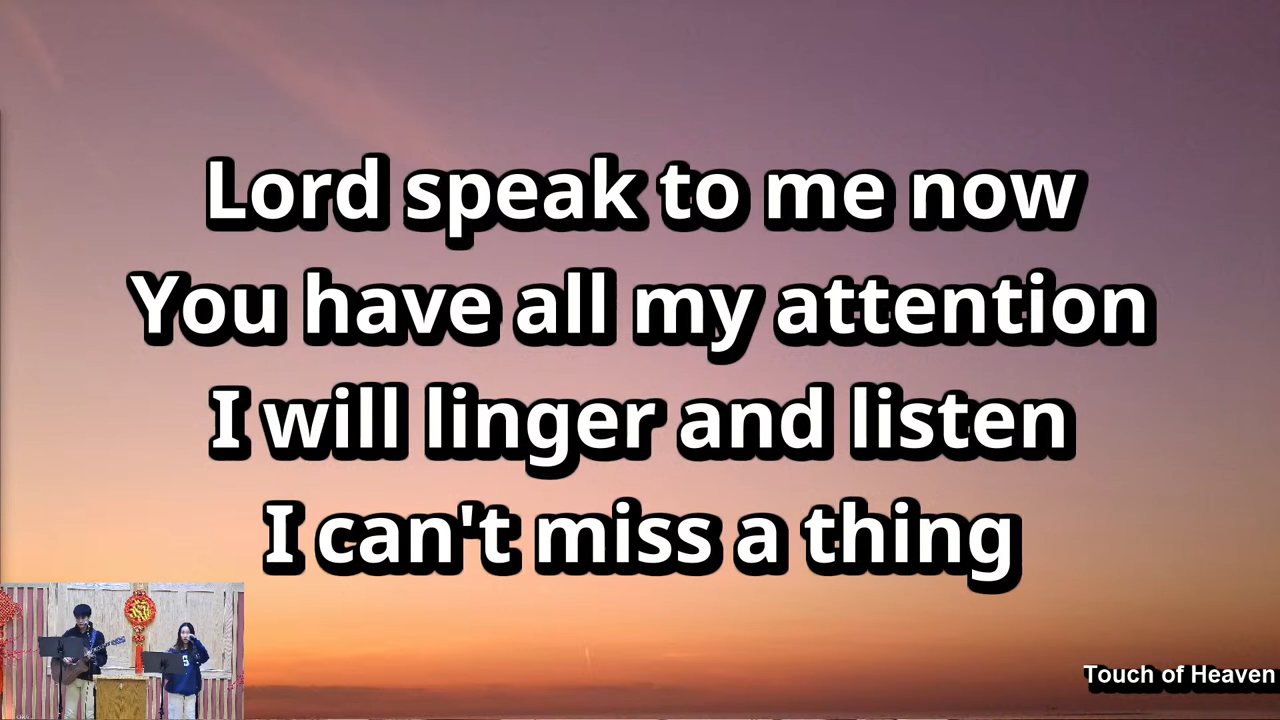 Lord speak to me now
You have all my attention
I will linger and listen
I can't miss a thing
Touch of Heaven